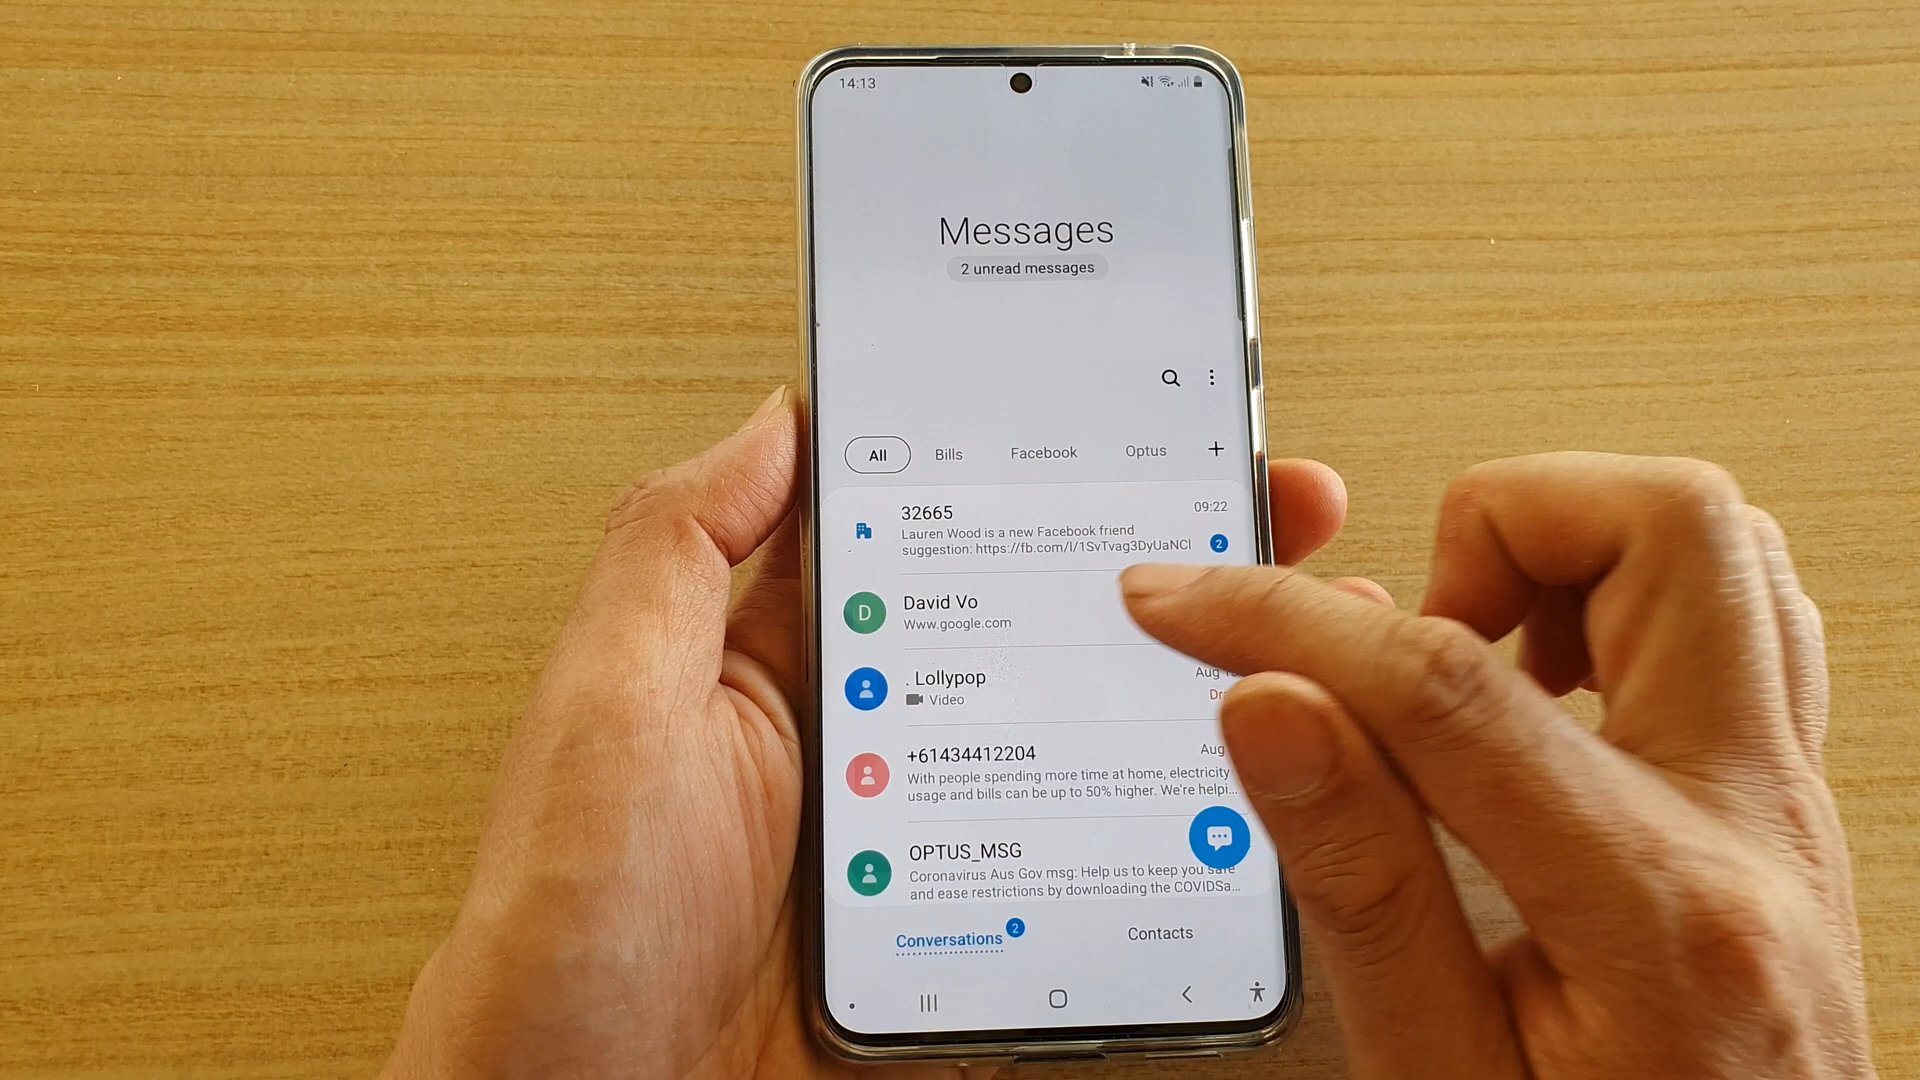 14:13
Messages
2 unread messages
All Bills Facebook Optus +
32665 09:22
Lauren Wood is a new Facebook friend
suggestion: https://fb.com/l/1SvTvag3DyUaNCl 2
D David Vo
Www.google.com
. Lollypop Aug
Video
+61434412204 Aug
With people spending more time at home, electricity
usage and bills can be up to 50% higher. We're helpi...
OPTUS_MSG
Coronavirus Aus Gov msg: Help us to keep you safe
and ease restrictions by downloading the COVIDSa...
Conversations 2 Contacts